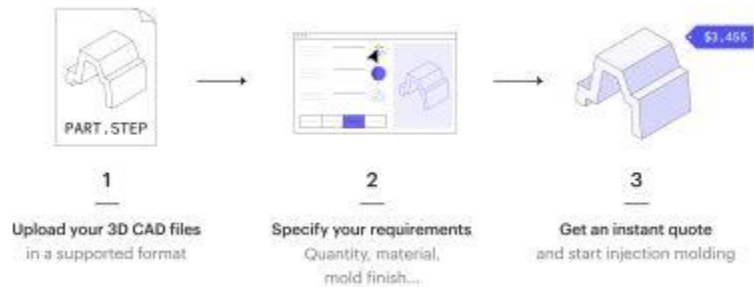 $3,455
PART.STEP
1
Upload your 3D CAD files
in a supported format
2
Specify your requirements
Quantity, material,
mold finish...
3
Get an instant quote
and start injection molding